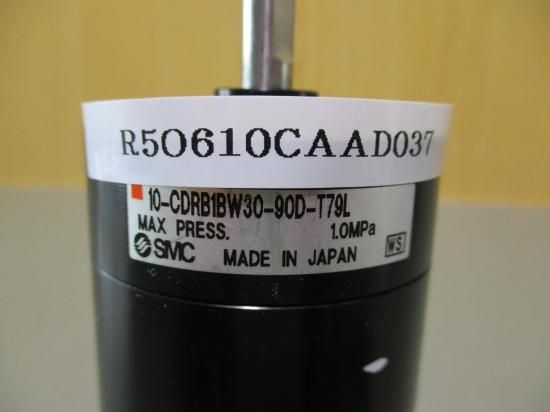 R50610CAAD037
10-CDRB1BW30-90D-T79L
MAX PRESS. 1.0MPa
SMC MADE IN JAPAN WS